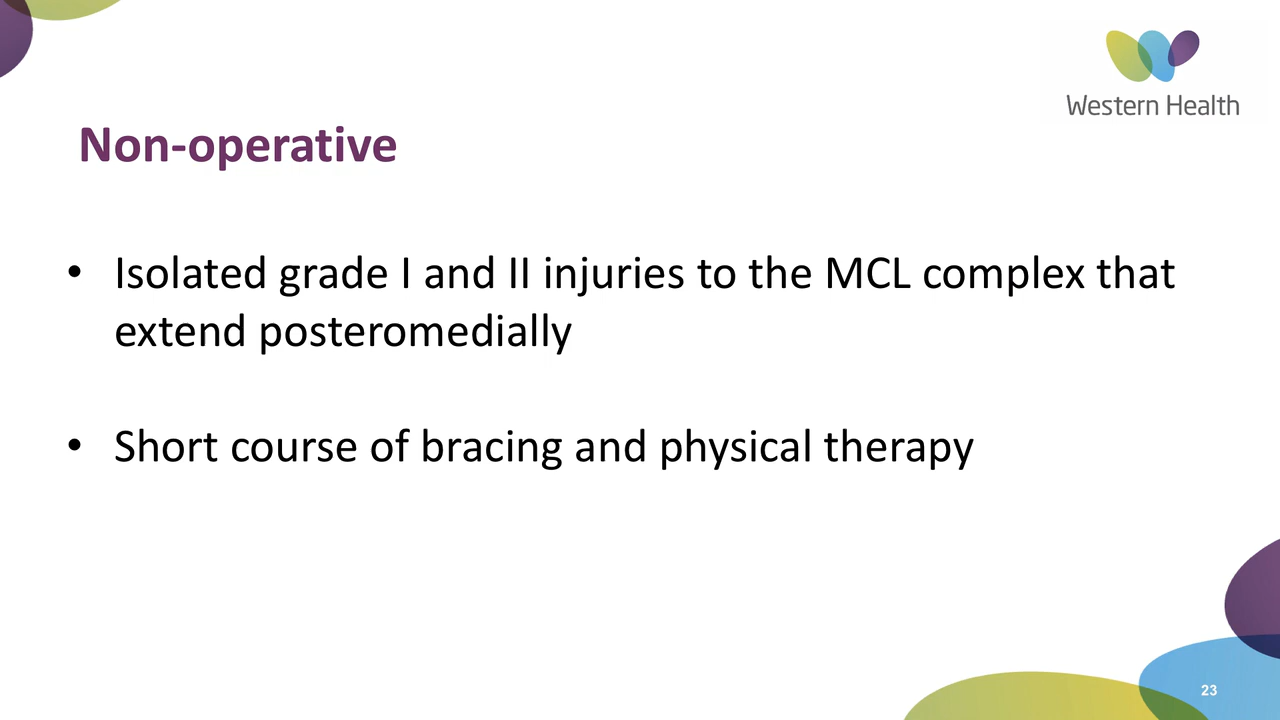 Western Health
Non-operative
• Isolated grade I and II injuries to the MCL complex that
extend posteromedially
• Short course of bracing and physical therapy
23